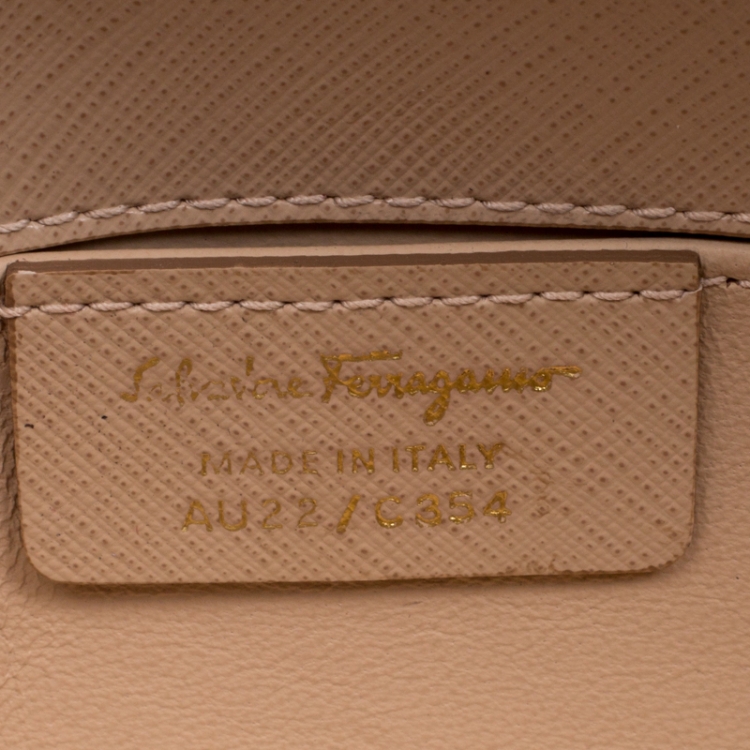 Salvatore Ferragamo
MADE IN ITALY
AU22/C354